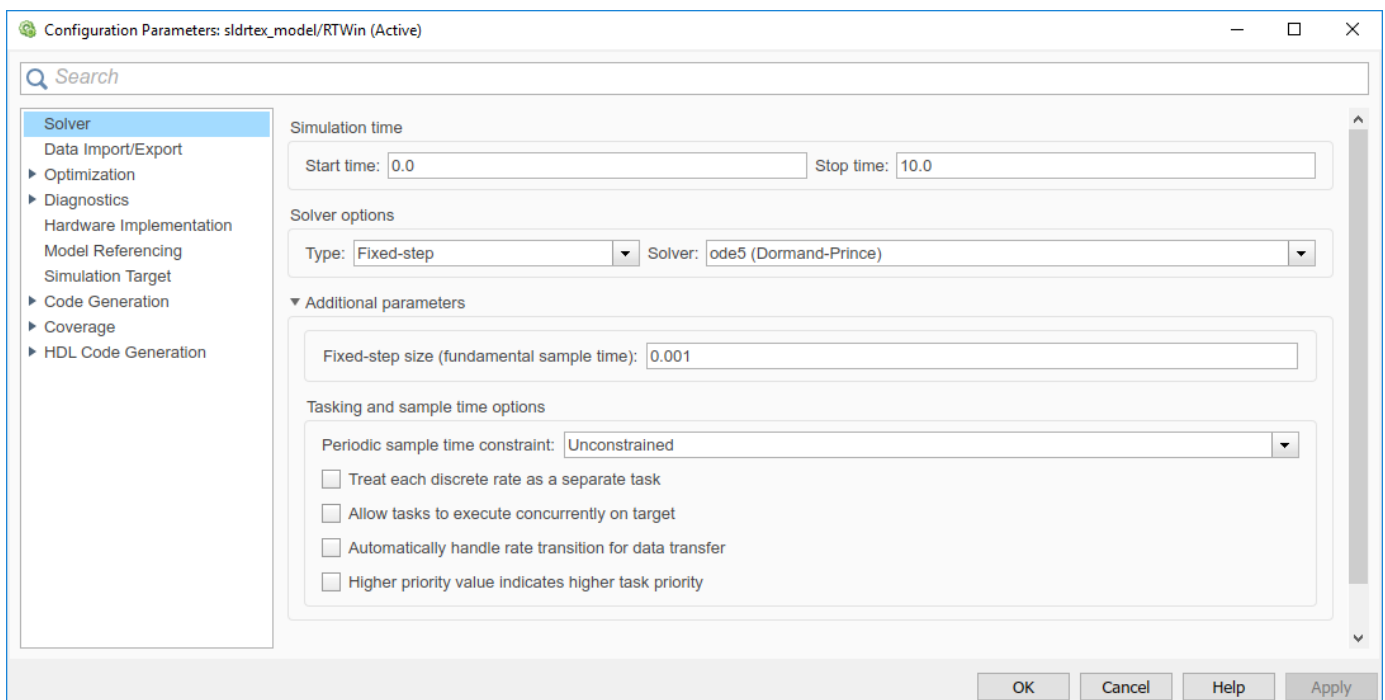 Configuration Parameters: sldrtex_model/RTWin (Active)
Search
Solver
Data Import/Export
Optimization
Diagnostics
Hardware Implementation
Model Referencing
Simulation Target
Code Generation
Coverage
HDL Code Generation
Simulation time
Start time: 0.0 Stop time: 10.0
Solver options
Type: Fixed-step Solver: ode5 (Dormand-Prince)
Additional parameters
Fixed-step size (fundamental sample time): 0.001
Tasking and sample time options
Periodic sample time constraint: Unconstrained
Treat each discrete rate as a separate task
Allow tasks to execute concurrently on target
Automatically handle rate transition for data transfer
Higher priority value indicates higher task priority
OK Cancel Help Apply